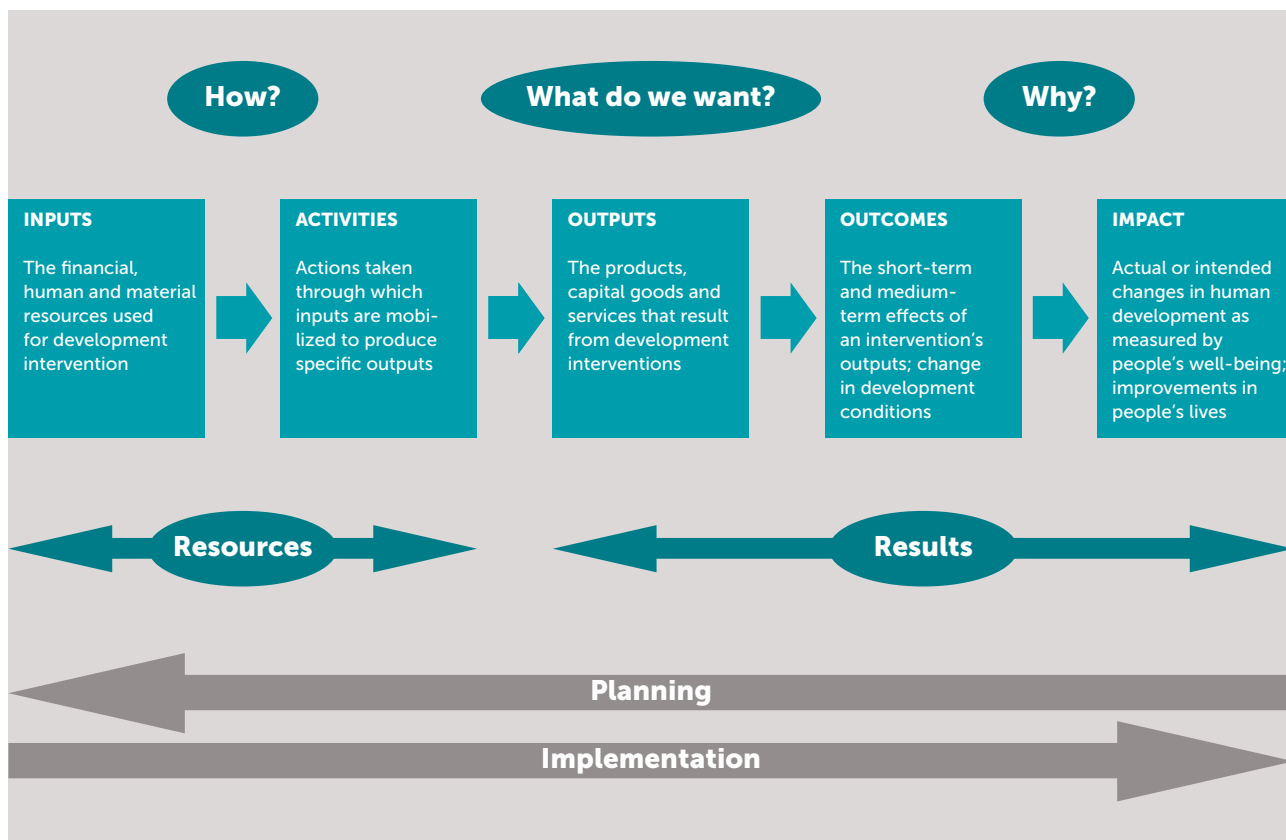 How?
What do we want?
Why?
INPUTS
The financial,
human and material
resources used
for development
intervention
ACTIVITIES
Actions taken
through which
inputs are mobi-
lized to produce
specific outputs
OUTPUTS
The products,
capital goods and
services that result
from development
interventions
OUTCOMES
The short-term
and medium-
term effects of
an intervention’s
outputs; change
in development
conditions
IMPACT
Actual or intended
changes in human
development as
measured by
people’s well-being;
improvements in
people’s lives
Resources
Results
Planning
Implementation